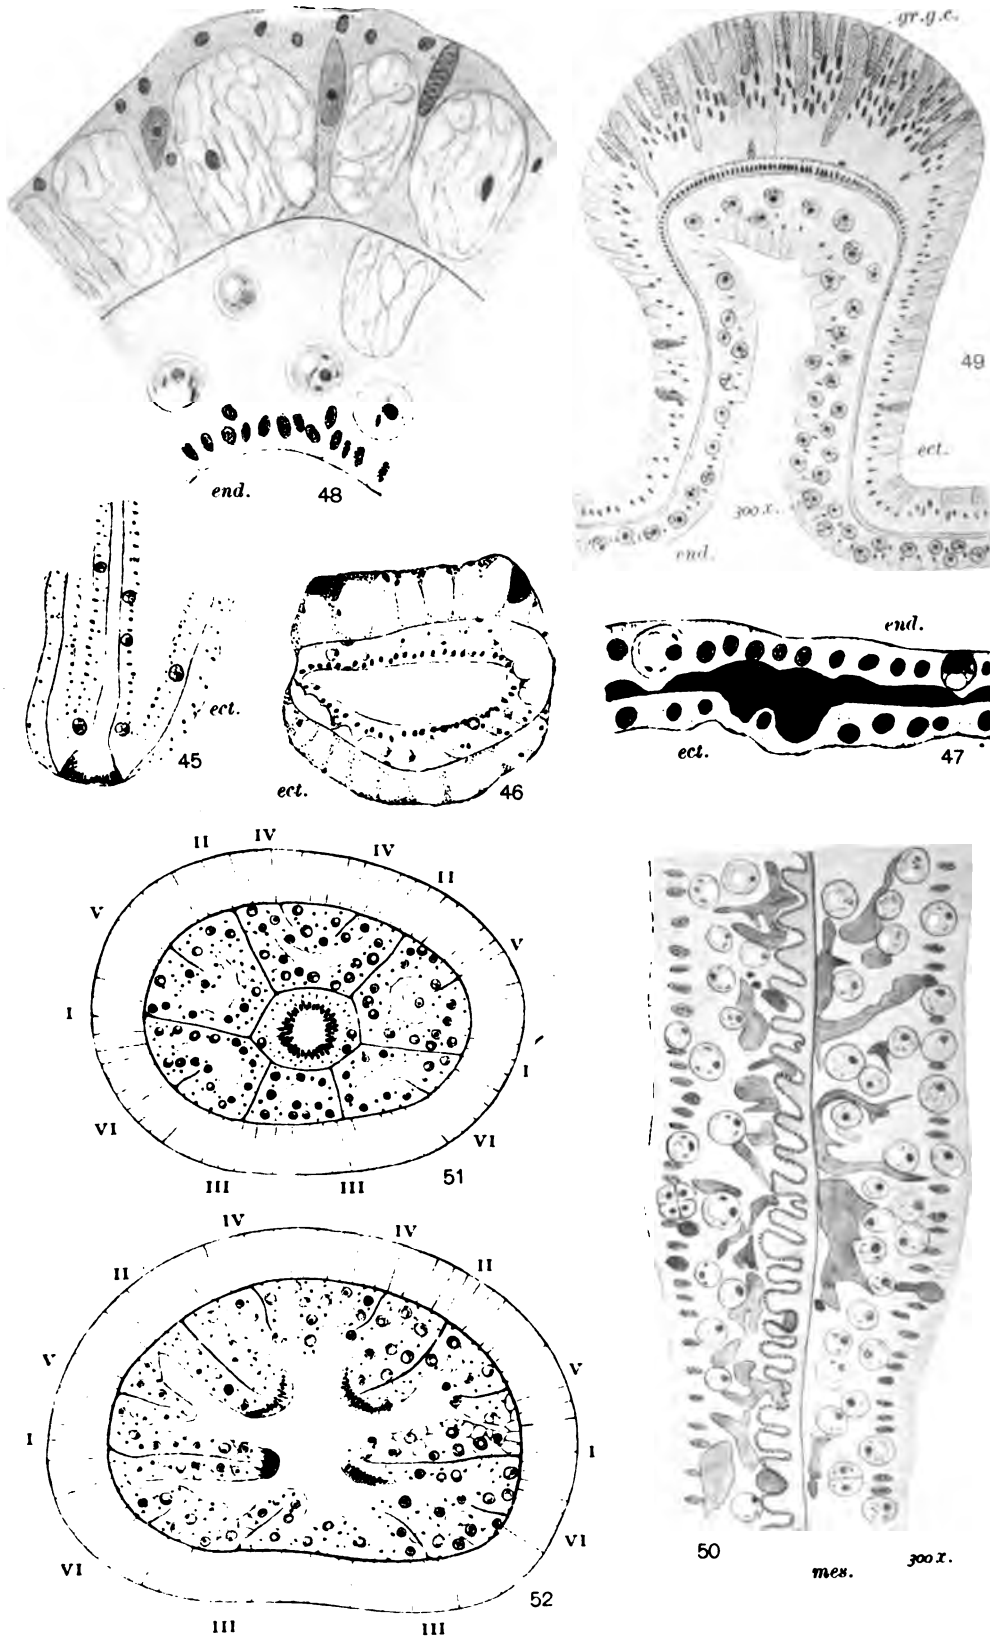 gr.g.c.
49
ect.
300 x.
end.
end. 48
ect.
45
ect. 46
end.
ect. 47
II IV IV II
V V
I I
VI VI
III III
51
IV IV
II II
V V
I I
VI VI
III III
52
50
mes. 300 x.